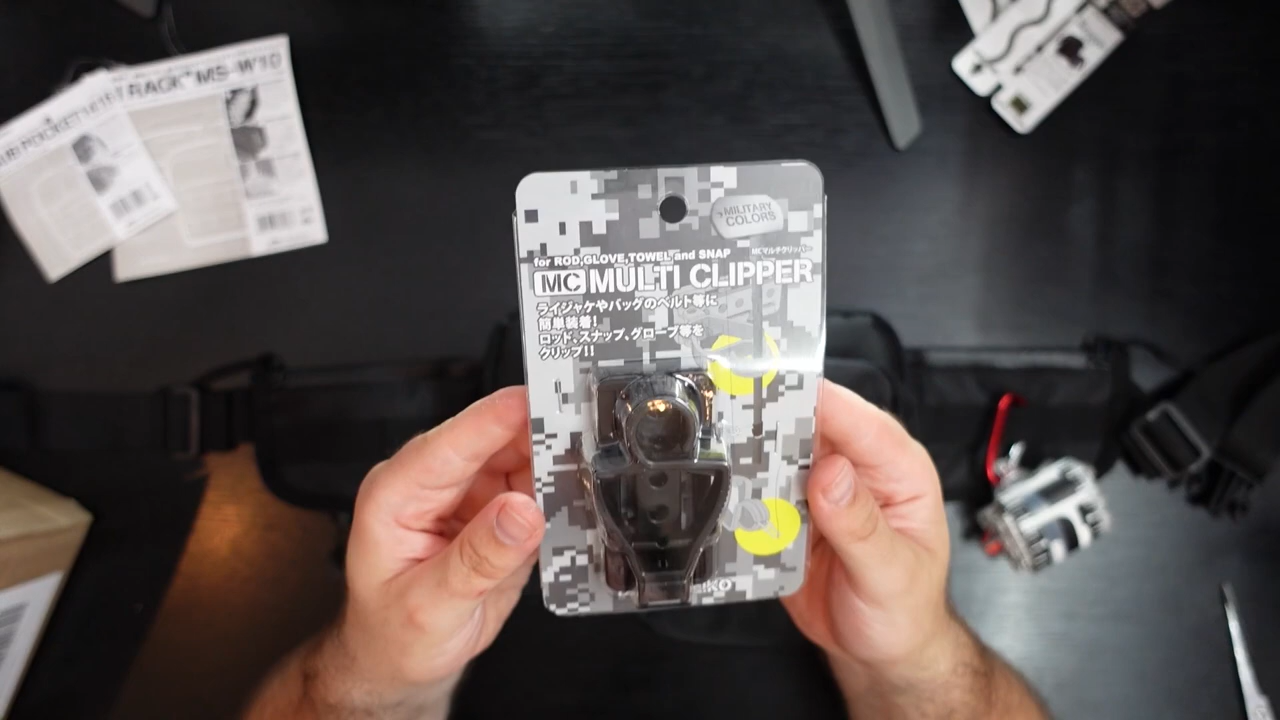 RACK MS-W10
MILITARY
COLORS
for ROD,GLOVE,TOWEL and SNAP
MCマルチクリッパー
MC MULTI CLIPPER
ライジャケやバッグのベルト等に
簡単装着!
ロッド、スナップ、グローブ等を
クリップ!!